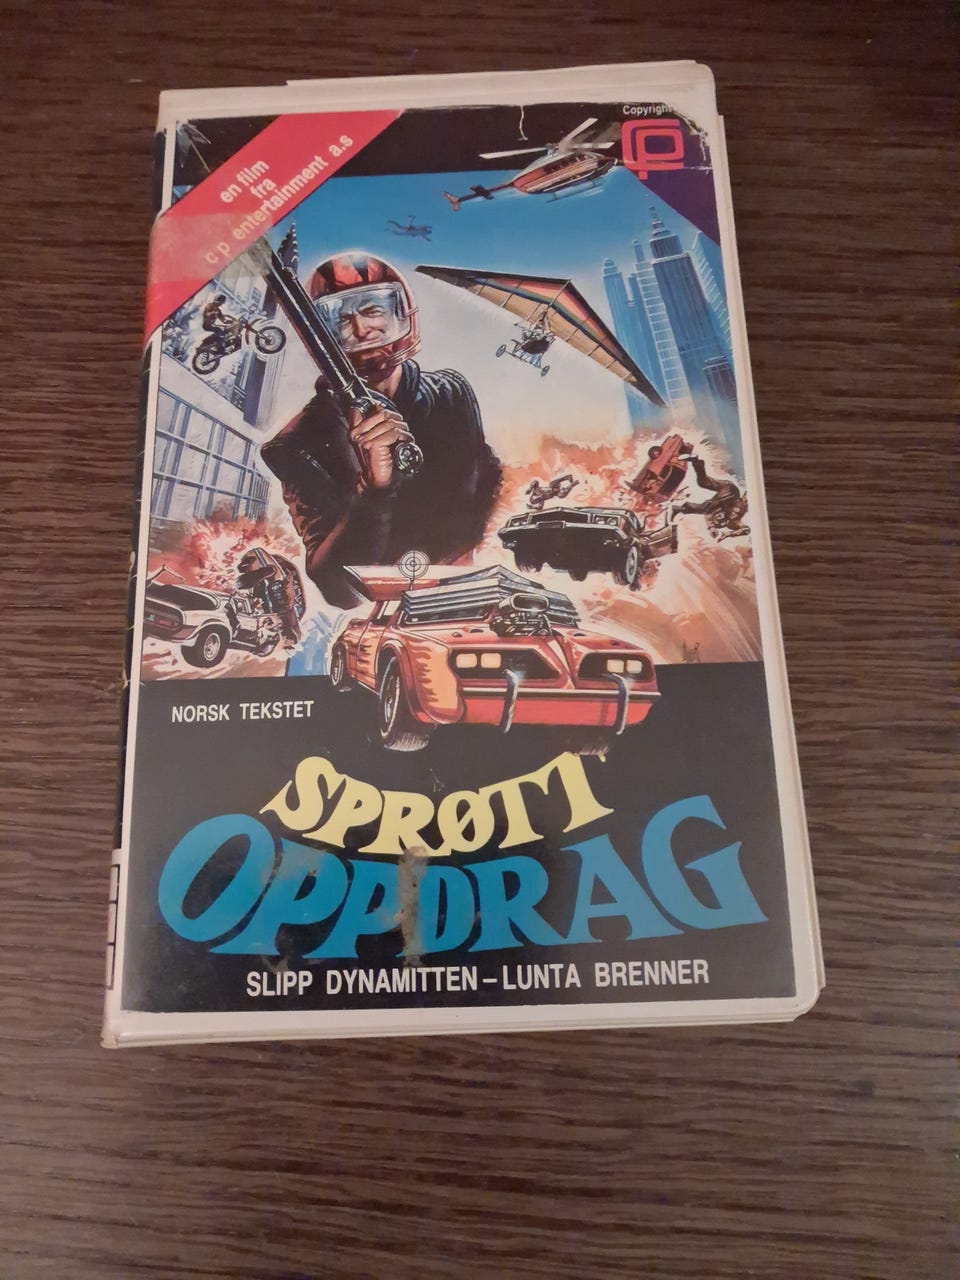 en film
fra
c p entertainment a.s
Copyright
NORSK TEKSTET
SPRØTT
OPPDRAG
SLIPP DYNAMITTEN – LUNTA BRENNER